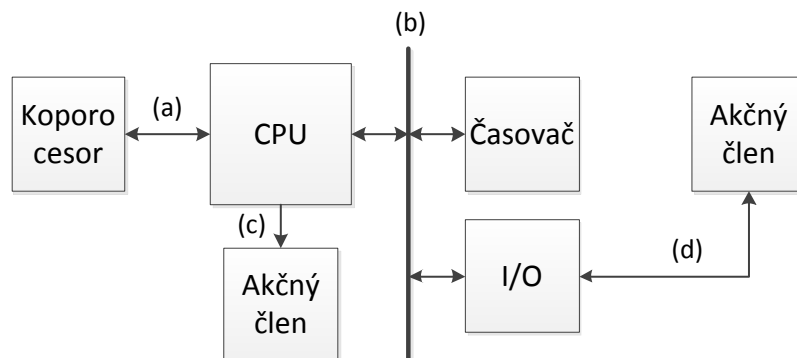 (b)
Koporo
cesor
(a)
CPU
Časovač
Akčný
člen
(c)
Akčný
člen
I/O
(d)